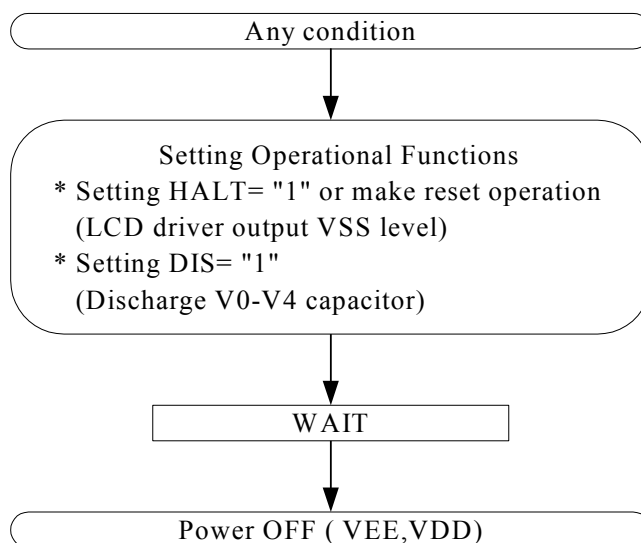 Any condition
Setting Operational Functions
* Setting HALT= "1" or make reset operation
(LCD driver output VSS level)
* Setting DIS= "1"
(Discharge V0-V4 capacitor)
WAIT
Power OFF ( VEE,VDD)